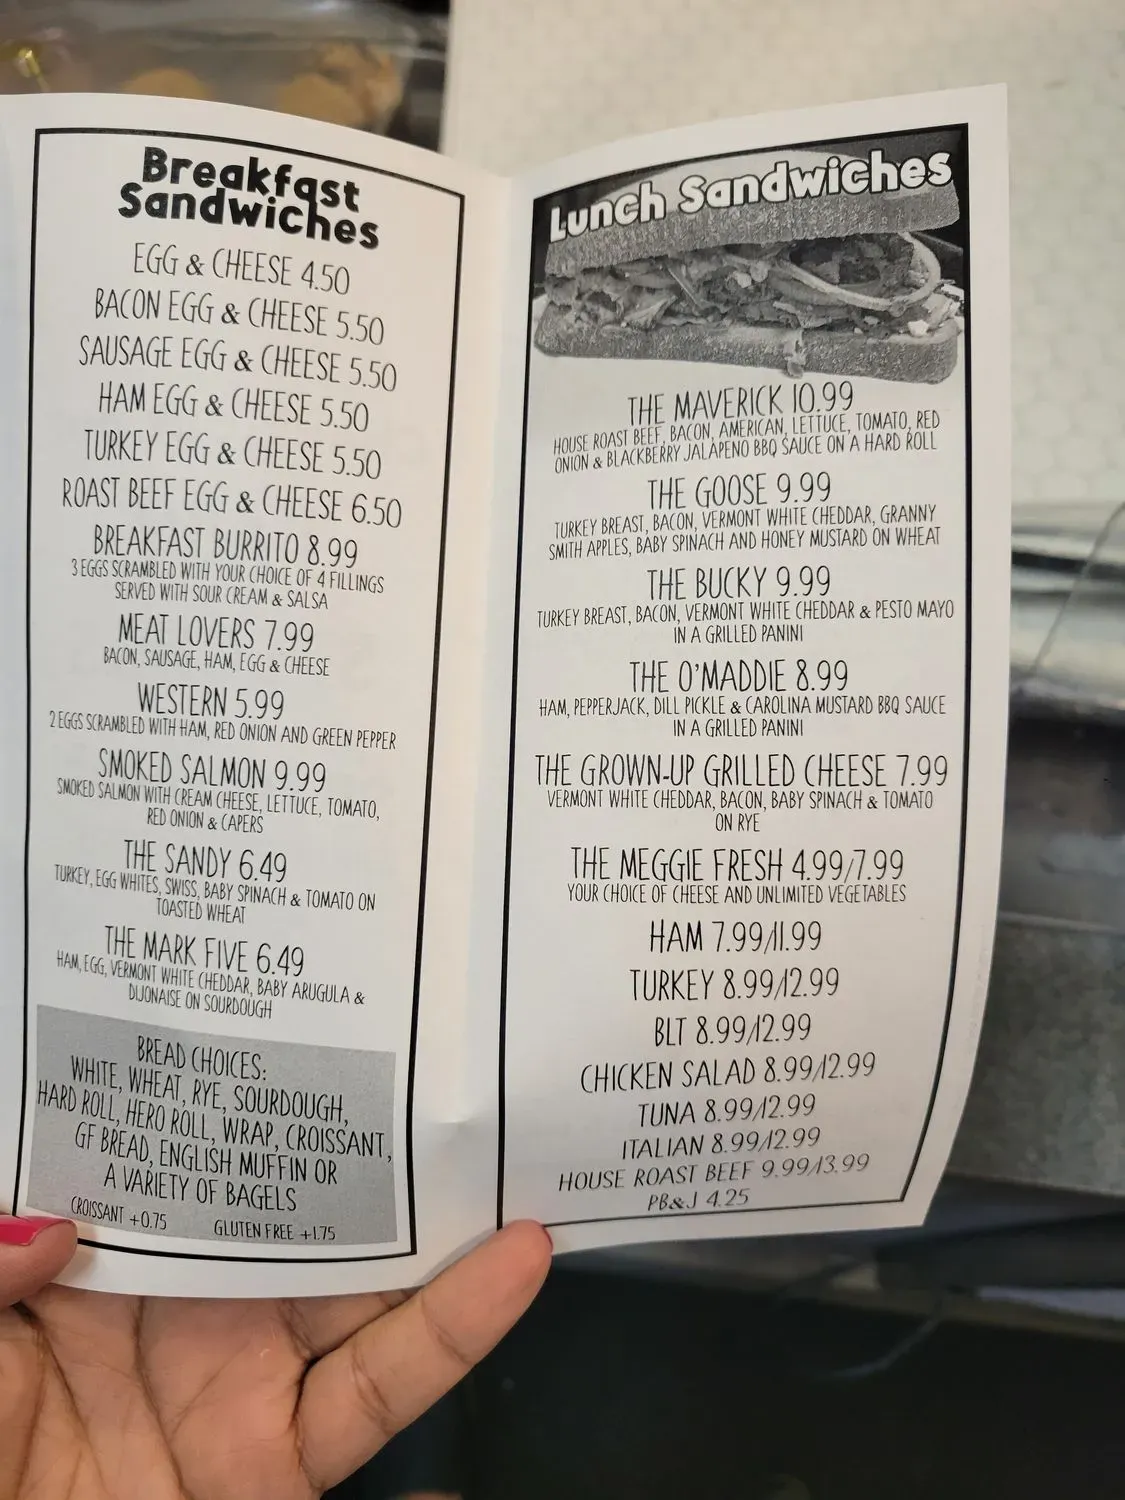 Breakfast
Sandwiches
EGG & CHEESE 4.50
BACON EGG & CHEESE 5.50
SAUSAGE EGG & CHEESE 5.50
HAM EGG & CHEESE 5.50
TURKEY EGG & CHEESE 5.50
ROAST BEEF EGG & CHEESE 6.50
BREAKFAST BURRITO 8.99
3 EGGS SCRAMBLED WITH YOUR CHOICE OF 4 FILLINGS
SERVED WITH SOUR CREAM & SALSA
MEAT LOVERS 7.99
BACON, SAUSAGE, HAM, EGG & CHEESE
WESTERN 5.99
2 EGGS SCRAMBLED WITH HAM, RED ONION AND GREEN PEPPER
SMOKED SALMON 9.99
SMOKED SALMON WITH CREAM CHEESE, LETTUCE, TOMATO,
RED ONION & CAPERS
THE SANDY 6.49
TURKEY, EGG WHITES, SWISS, BABY SPINACH & TOMATO ON
TOASTED WHEAT
THE MARK FIVE 6.49
HAM, EGG, VERMONT WHITE CHEDDAR, BABY ARUGULA &
DIJONAISE ON SOURDOUGH
BREAD CHOICES:
WHITE, WHEAT, RYE, SOURDOUGH,
HARD ROLL, HERO ROLL, WRAP, CROISSANT,
GF BREAD, ENGLISH MUFFIN OR
A VARIETY OF BAGELS
CROISSANT +0.75 GLUTEN FREE +1.75
Lunch Sandwiches
THE MAVERICK 10.99
HOUSE ROAST BEEF, BACON, AMERICAN, LETTUCE, TOMATO, RED
ONION & BLACKBERRY JALAPENO BBQ SAUCE ON A HARD ROLL
THE GOOSE 9.99
TURKEY BREAST, BACON, VERMONT WHITE CHEDDAR, GRANNY
SMITH APPLES, BABY SPINACH AND HONEY MUSTARD ON WHEAT
THE BUCKY 9.99
TURKEY BREAST, BACON, VERMONT WHITE CHEDDAR & PESTO MAYO
IN A GRILLED PANINI
THE O'MADDIE 8.99
HAM, PEPPERJACK, DILL PICKLE & CAROLINA MUSTARD BBQ SAUCE
IN A GRILLED PANINI
THE GROWN-UP GRILLED CHEESE 7.99
VERMONT WHITE CHEDDAR, BACON, BABY SPINACH & TOMATO
ON RYE
THE MEGGIE FRESH 4.99/7.99
YOUR CHOICE OF CHEESE AND UNLIMITED VEGETABLES
HAM 7.99/11.99
TURKEY 8.99/12.99
BLT 8.99/12.99
CHICKEN SALAD 8.99/12.99
TUNA 8.99/12.99
ITALIAN 8.99/12.99
HOUSE ROAST BEEF 9.99/13.99
PB&J 4.25